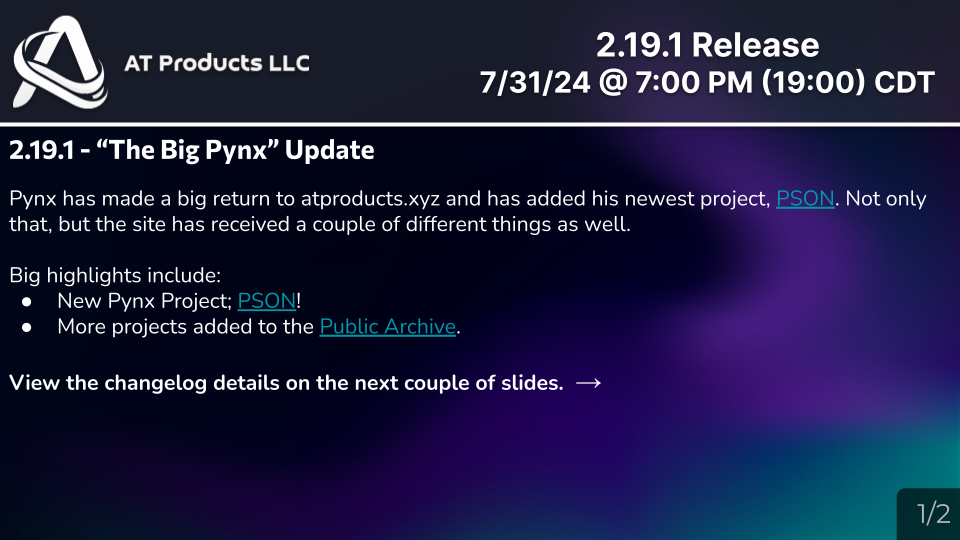 AT Products LLC
2.19.1 Release
7/31/24 @ 7:00 PM (19:00) CDT
2.19.1 - “The Big Pynx” Update
Pynx has made a big return to atproducts.xyz and has added his newest project, PSON. Not only
that, but the site has received a couple of different things as well.
Big highlights include:
● New Pynx Project; PSON!
● More projects added to the Public Archive.
View the changelog details on the next couple of slides. →
1/2